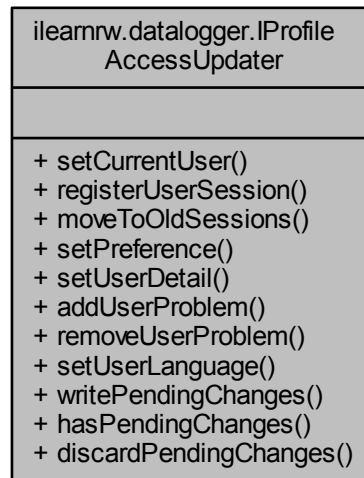 ilearnrw.datalogger.IProfile
AccessUpdater
+ setCurrentUser()
+ registerUserSession()
+ moveToOldSessions()
+ setPreference()
+ setUserDetail()
+ addUserProblem()
+ removeUserProblem()
+ setUserLanguage()
+ writePendingChanges()
+ hasPendingChanges()
+ discardPendingChanges()